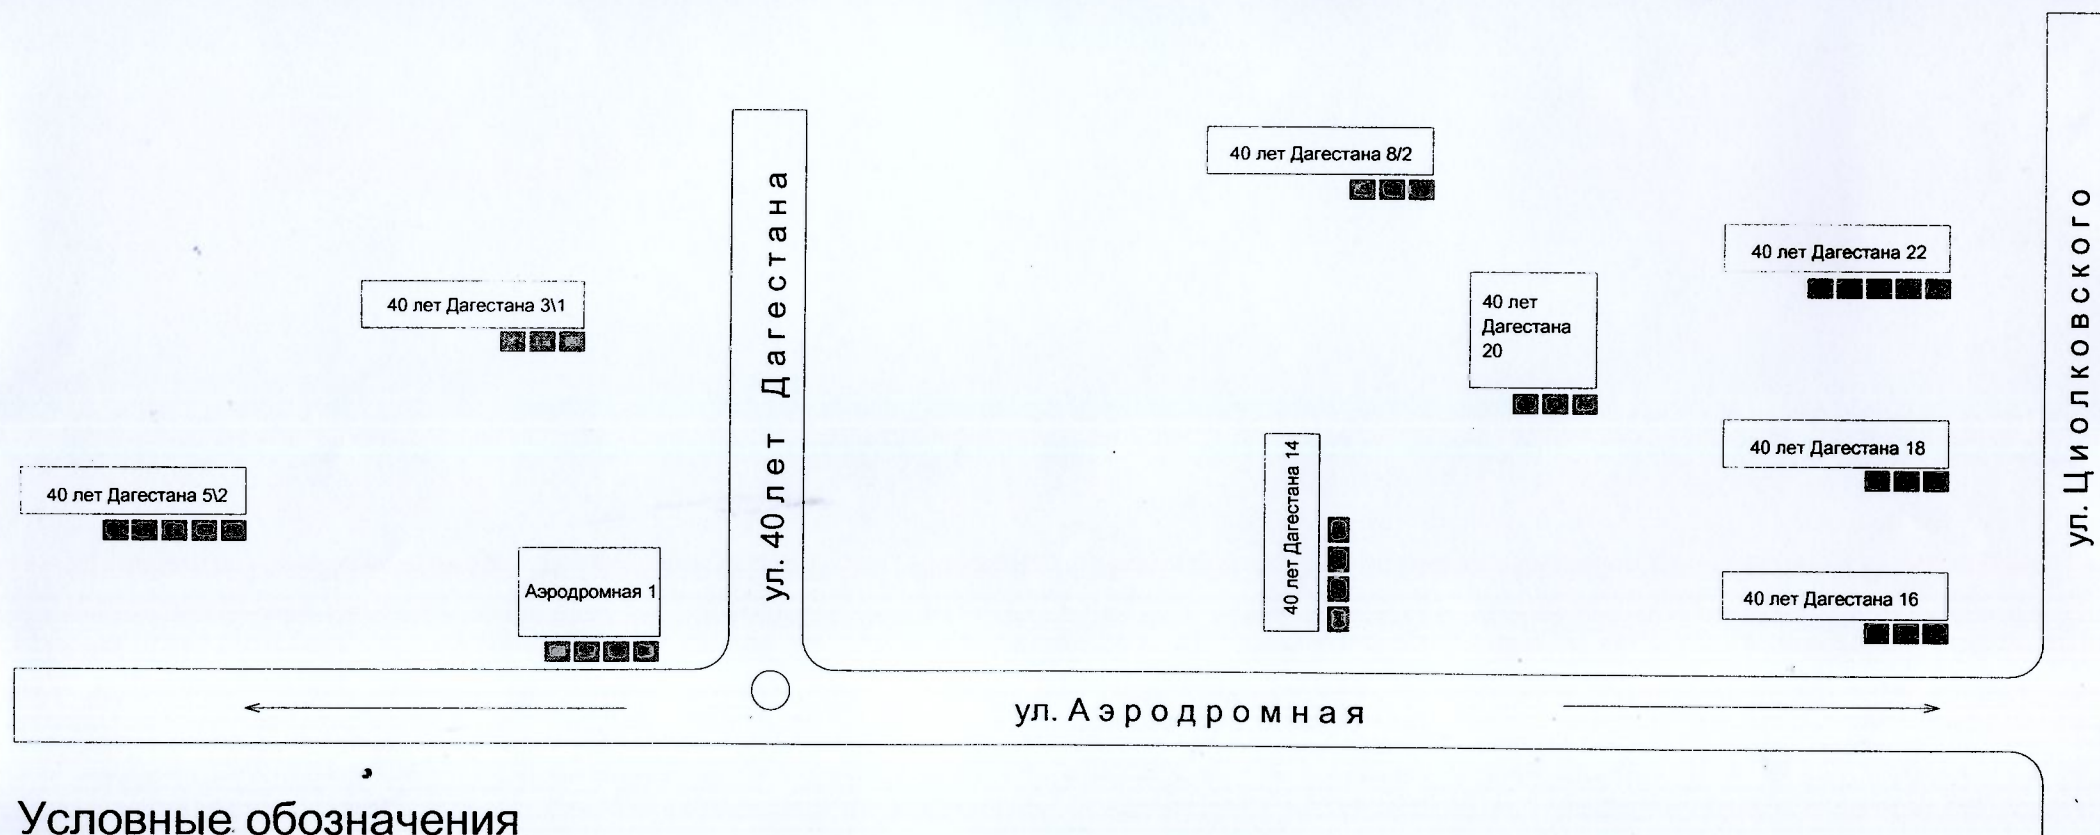 40 лет Дагестана 8/2
40 лет Дагестана 22
40 лет Дагестана 3\1
40 лет
Дагестана
20
40 лет Дагестана 18
40 лет Дагестана 5\2
40 лет Дагестана 14
Аэродромная 1
40 лет Дагестана 16
ул. 40 лет Дагестана
ул. Циолковского
ул. Аэродромная
Условные обозначения